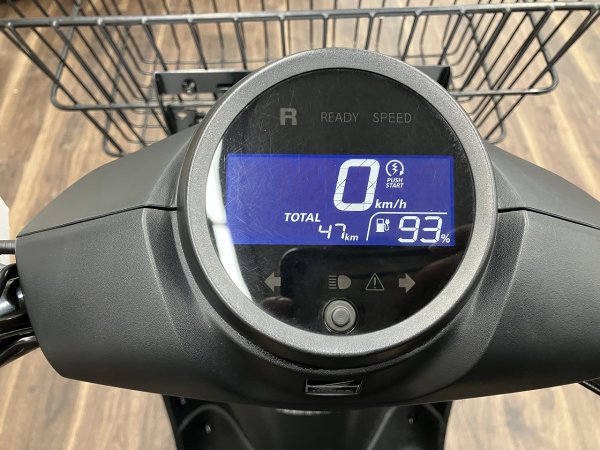 R READY SPEED
0 km/h
PUSH
START
TOTAL
47km
93%